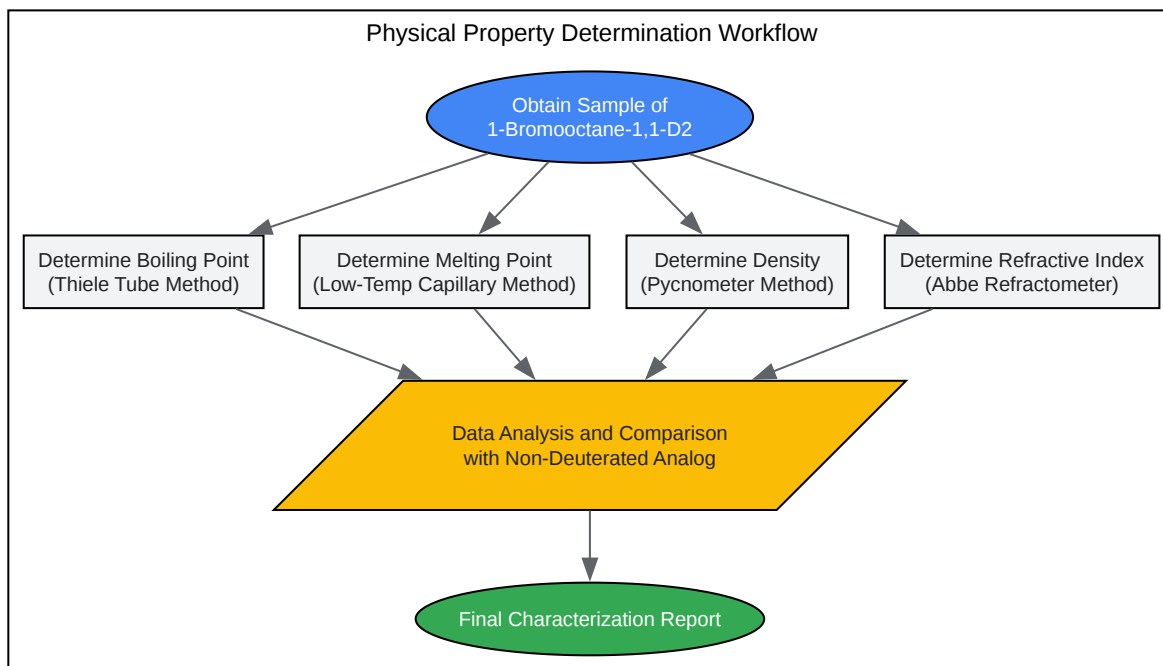 Physical Property Determination Workflow
Obtain Sample of
1-Bromooctane-1,1-D2
Determine Boiling Point
(Thiele Tube Method)
Determine Melting Point
(Low-Temp Capillary Method)
Determine Density
(Pycnometer Method)
Determine Refractive Index
(Abbe Refractometer)
Data Analysis and Comparison
with Non-Deuterated Analog
Final Characterization Report